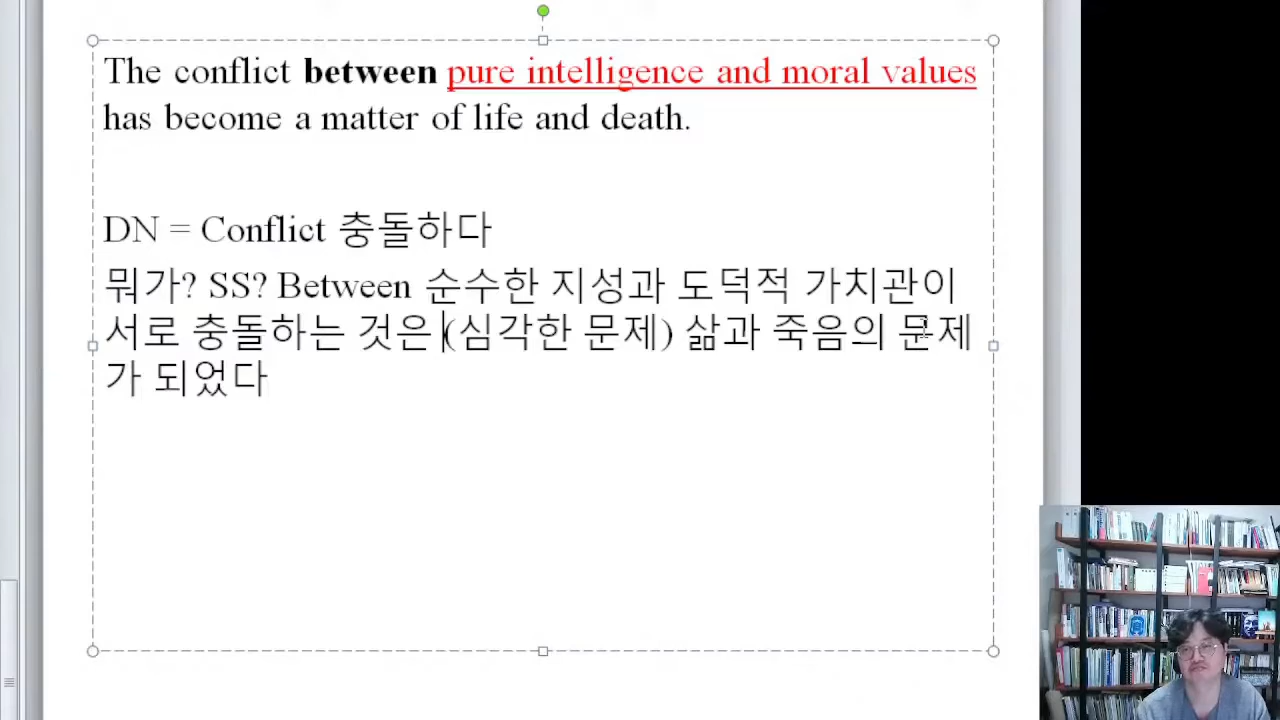 The conflict between pure intelligence and moral values
has become a matter of life and death.
DN = Conflict 충돌하다
뭐가? SS? Between 순수한 지성과 도덕적 가치관이
서로 충돌하는 것은 (심각한 문제) 삶과 죽음의 문제
가 되었다